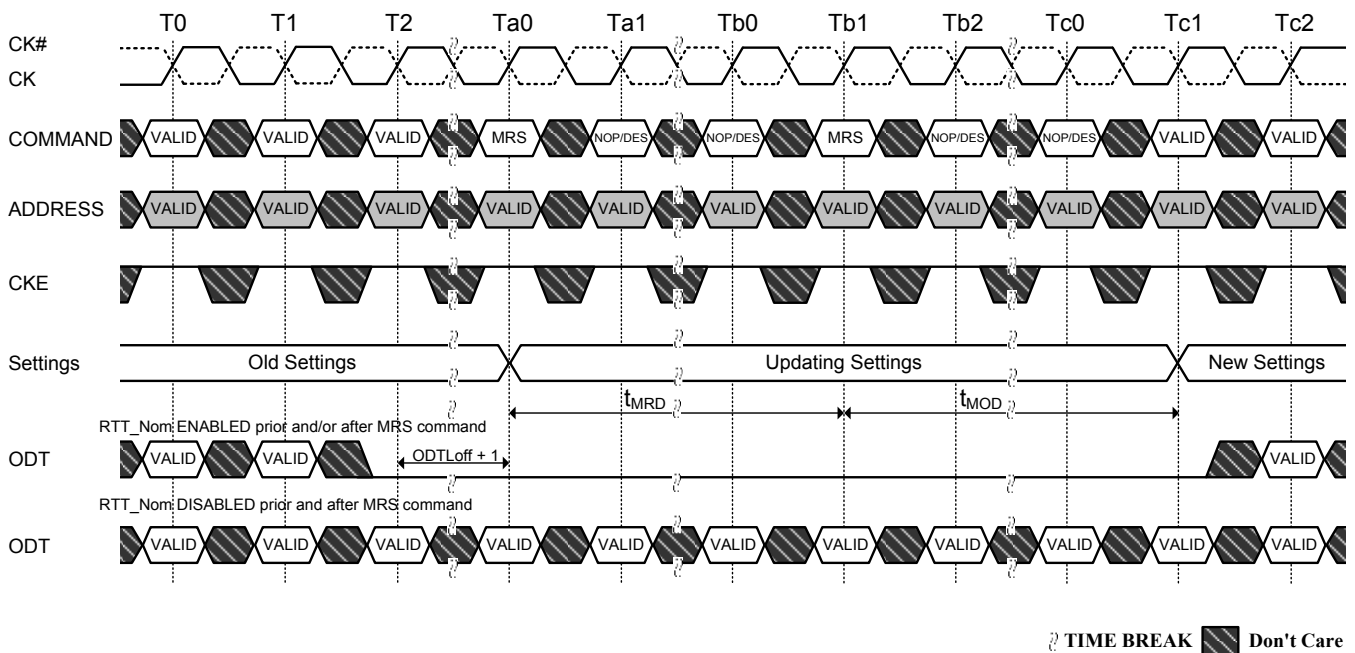 T0 T1 T2 Ta0 Ta1 Tb0 Tb1 Tb2 Tc0 Tc1 Tc2
CK#
CK
COMMAND VALID VALID VALID MRS NOP/DES NOP/DES MRS NOP/DES NOP/DES VALID VALID
ADDRESS VALID VALID VALID VALID VALID VALID VALID VALID VALID VALID VALID
CKE
Settings Old Settings Updating Settings New Settings
tMRD tMOD
RTT_Nom ENABLED prior and/or after MRS command
ODT VALID VALID ODTLoff + 1 VALID
RTT_Nom DISABLED prior and after MRS command
ODT VALID VALID VALID VALID VALID VALID VALID VALID VALID VALID VALID
TIME BREAK Don't Care